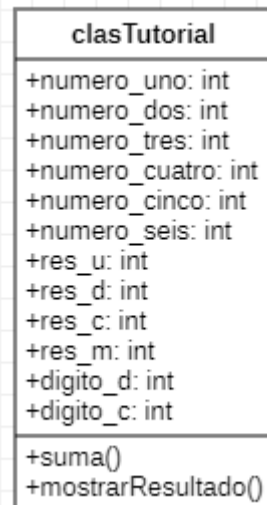 clasTutorial
+numero_uno: int
+numero_dos: int
+numero_tres: int
+numero_cuatro: int
+numero_cinco: int
+numero_seis: int
+res_u: int
+res_d: int
+res_c: int
+res_m: int
+digito_d: int
+digito_c: int
+suma()
+mostrarResultado()